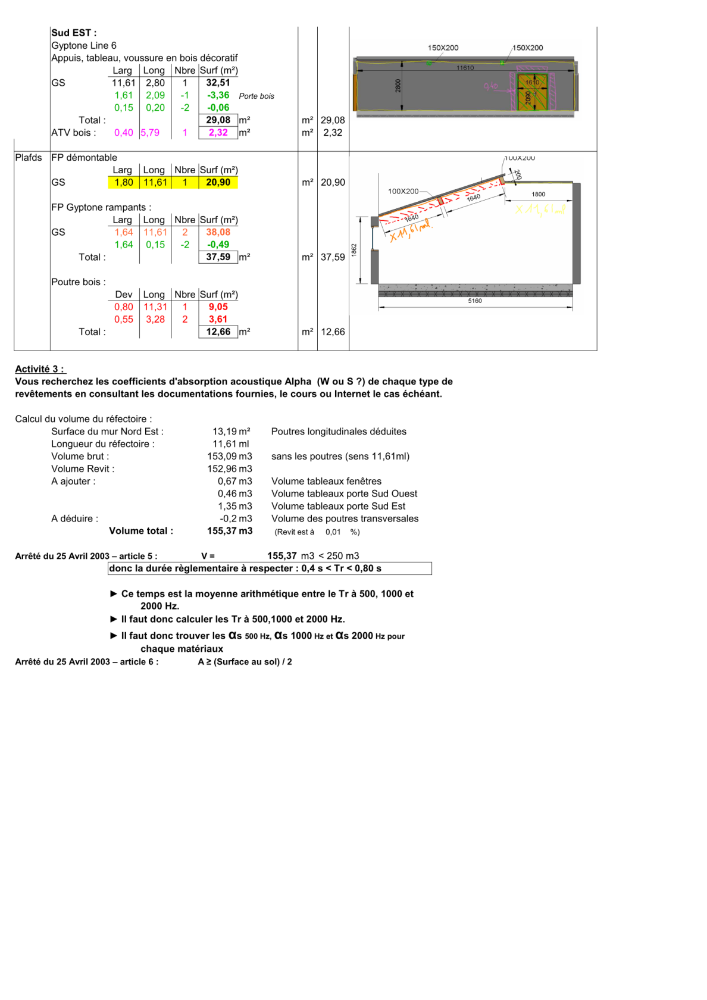 Sud EST :
Gyptone Line 6
Appuis, tableau, voussure en bois décoratif
Larg Long Nbre Surf (m²)
GS 11,61 2,80 1 32,51
1,61 2,09 -1 -3,36 Porte bois
0,15 0,20 -2 -0,06
Total : 29,08 m² m² 29,08
ATV bois : 0,40 5,79 1 2,32 m² m² 2,32
150X200 150X200
11610
2800
0,40
1610
2090
Plafds FP démontable
Larg Long Nbre Surf (m²)
GS 1,80 11,61 1 20,90 m² 20,90
FP Gyptone rampants :
Larg Long Nbre Surf (m²)
GS 1,64 11,61 2 38,08
1,64 0,15 -2 -0,49
Total : 37,59 m² m² 37,59
Poutre bois :
Dev Long Nbre Surf (m²)
0,80 11,31 1 9,05
0,55 3,28 2 3,61
Total : 12,66 m² m² 12,66
100X200
200
100X200
1640
1800
X 11,61 ml
1640
X 11,61 ml.
1862
5160
Activité 3 :
Vous recherchez les coefficients d'absorption acoustique Alpha (W ou S ?) de chaque type de
revêtements en consultant les documentations fournies, le cours ou Internet le cas échéant.
Calcul du volume du réfectoire :
Surface du mur Nord Est : 13,19 m² Poutres longitudinales déduites
Longueur du réfectoire : 11,61 ml
Volume brut : 153,09 m3 sans les poutres (sens 11,61ml)
Volume Revit : 152,96 m3
A ajouter : 0,67 m3 Volume tableaux fenêtres
0,46 m3 Volume tableaux porte Sud Ouest
1,35 m3 Volume tableaux porte Sud Est
A déduire : -0,2 m3 Volume des poutres transversales
Volume total : 155,37 m3 (Revit est à 0,01 %)
Arrêté du 25 Avril 2003 – article 5 : V = 155,37 m3 < 250 m3
donc la durée règlementaire à respecter : 0,4 s < Tr < 0,80 s
► Ce temps est la moyenne arithmétique entre le Tr à 500, 1000 et
2000 Hz.
► Il faut donc calculer les Tr à 500,1000 et 2000 Hz.
► Il faut donc trouver les αs 500 Hz, αs 1000 Hz et αs 2000 Hz pour
chaque matériaux
Arrêté du 25 Avril 2003 – article 6 : A ≥ (Surface au sol) / 2